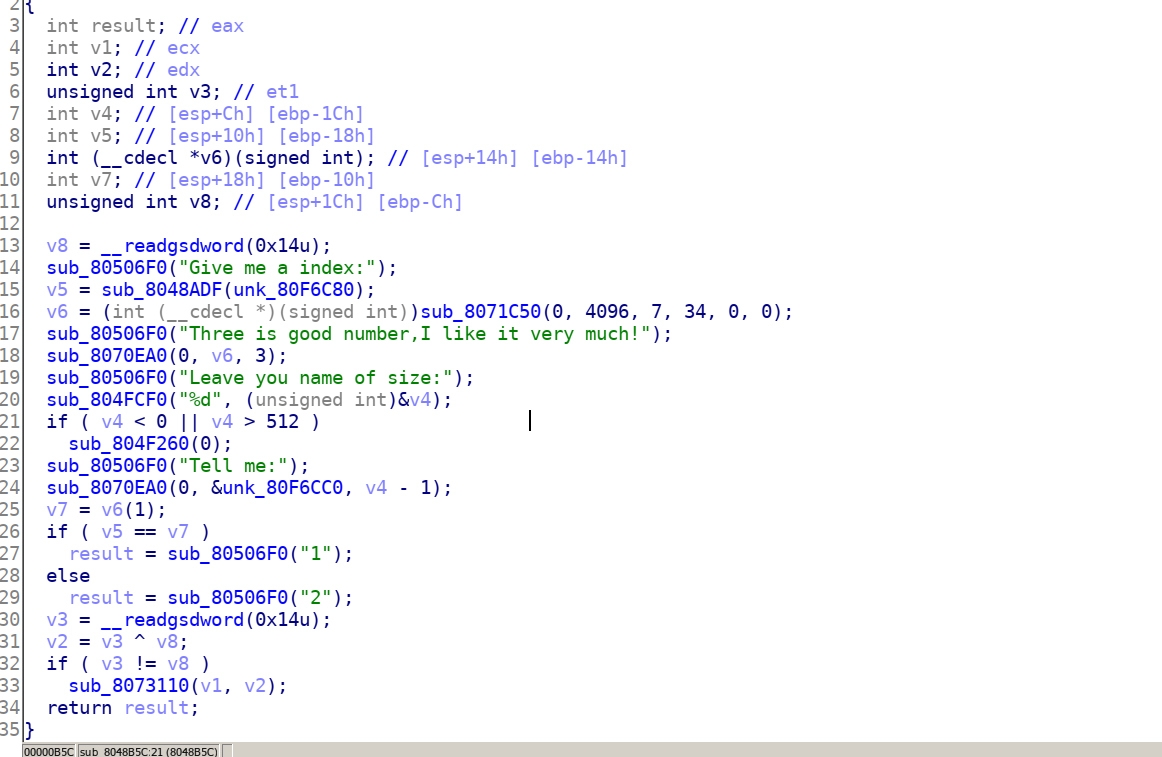 2 {
3 int result; // eax
4 int v1; // ecx
5 int v2; // edx
6 unsigned int v3; // et1
7 int v4; // [esp+Ch] [ebp-1Ch]
8 int v5; // [esp+10h] [ebp-18h]
9 int (__cdecl *v6)(signed int); // [esp+14h] [ebp-14h]
10 int v7; // [esp+18h] [ebp-10h]
11 unsigned int v8; // [esp+1Ch] [ebp-Ch]
12
13 v8 = __readgsdword(0x14u);
14 sub_80506F0("Give me a index:");
15 v5 = sub_8048ADF(unk_80F6C80);
16 v6 = (int (__cdecl *)(signed int))sub_8071C50(0, 4096, 7, 34, 0, 0);
17 sub_80506F0("Three is good number,I like it very much!");
18 sub_8070EA0(0, v6, 3);
19 sub_80506F0("Leave you name of size:");
20 sub_804FCF0("%d", (unsigned int)&v4);
21 if ( v4 < 0 || v4 > 512 )
22 sub_804F260(0);
23 sub_80506F0("Tell me:");
24 sub_8070EA0(0, &unk_80F6CC0, v4 - 1);
25 v7 = v6(1);
26 if ( v5 == v7 )
27 result = sub_80506F0("1");
28 else
29 result = sub_80506F0("2");
30 v3 = __readgsdword(0x14u);
31 v2 = v3 ^ v8;
32 if ( v3 != v8 )
33 sub_8073110(v1, v2);
34 return result;
35 }
00000B5C sub_8048B5C:21 (8048B5C)